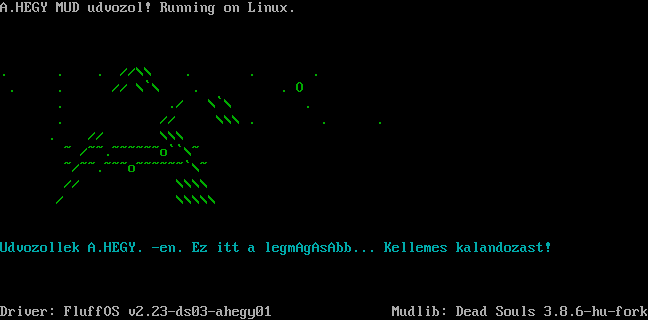 A.HEGY MUD udvozol! Running on Linux.
Udvozollek A.HEGY. -en. Ez itt a legmAgAsAbb... Kellemes kalandozast!
Driver: FluffOS v2.23-ds03-ahegy01 Mudlib: Dead Souls 3.8.6-hu-fork